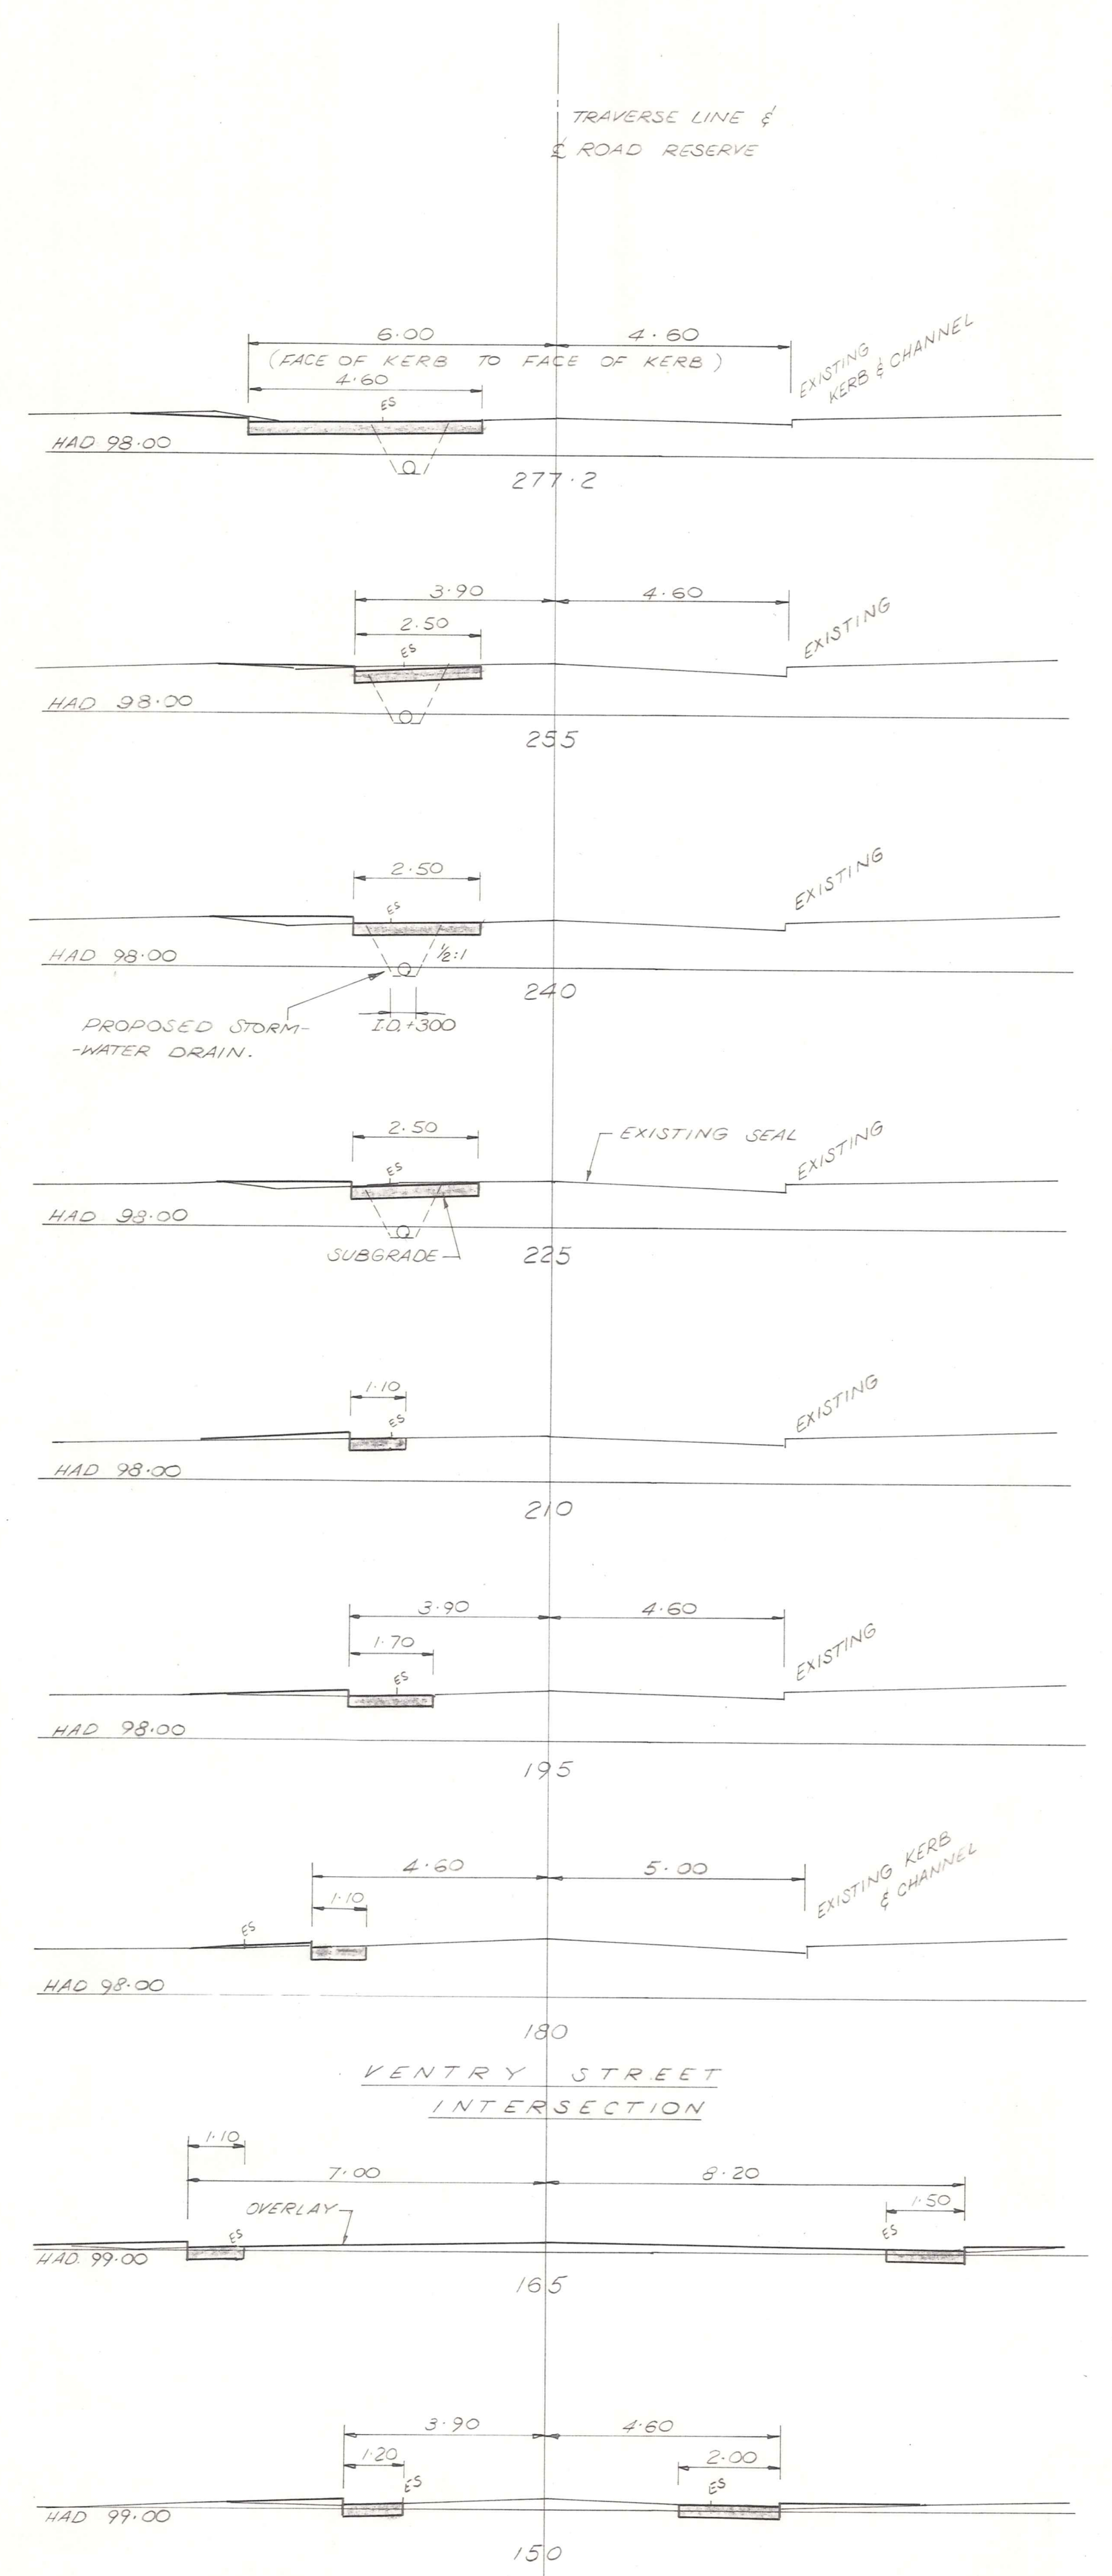 TRAVERSE LINE &
℄ ROAD RESERVE
6.00 4.60
(FACE OF KERB TO FACE OF KERB)
4.60
EXISTING
KERB & CHANNEL
ES
HAD 98.00
277.2
3.90 4.60
2.50
ES
EXISTING
HAD 98.00
255
2.50
ES
EXISTING
½:1
HAD 98.00
240
PROPOSED STORM-
-WATER DRAIN.
I.D.+300
2.50
EXISTING SEAL
EXISTING
ES
HAD 98.00
SUBGRADE
225
1.10
ES
EXISTING
HAD 98.00
210
3.90 4.60
1.70
ES
EXISTING
HAD 98.00
195
4.60 5.00
1.10
EXISTING KERB
& CHANNEL
ES
HAD 98.00
180
VENTRY STREET
INTERSECTION
1.10
7.00 8.20
OVERLAY
1.50
ES
ES
HAD. 99.00
165
3.90 4.60
1.20 2.00
ES
ES
HAD 99.00
150